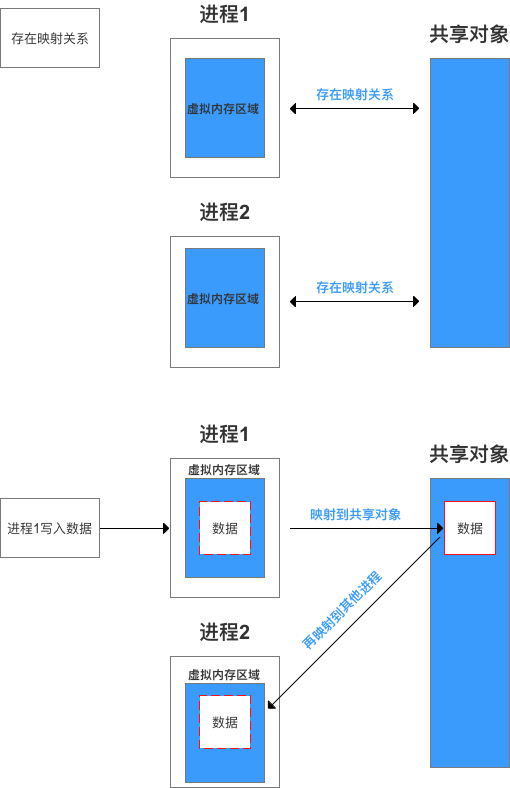 进程1
共享对象
存在映射关系
虚拟内存区域
存在映射关系
进程2
虚拟内存区域
存在映射关系
进程1
共享对象
虚拟内存区域
进程1写入数据
数据
映射到共享对象
数据
再映射到其他进程
进程2
虚拟内存区域
数据